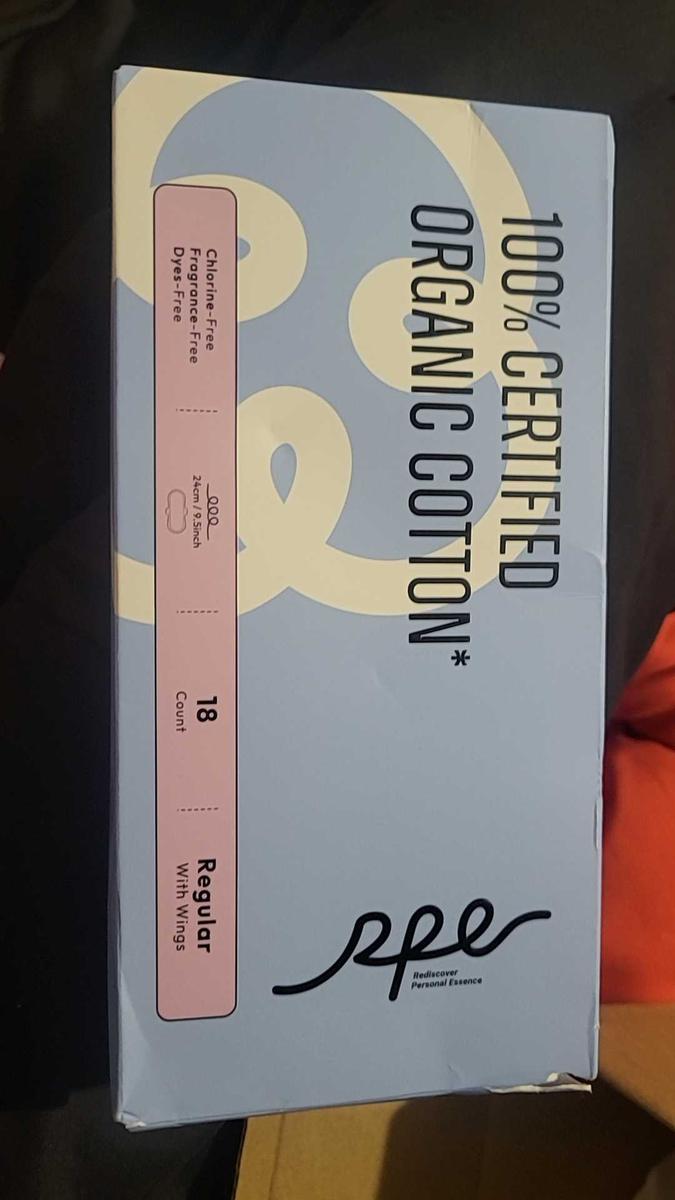 100% CERTIFIED
ORGANIC COTTON*
rpe
Rediscover
Personal Essence
Chlorine-Free
Fragrance-Free
Dyes-Free
24cm / 9.5inch
18
Count
Regular
With Wings